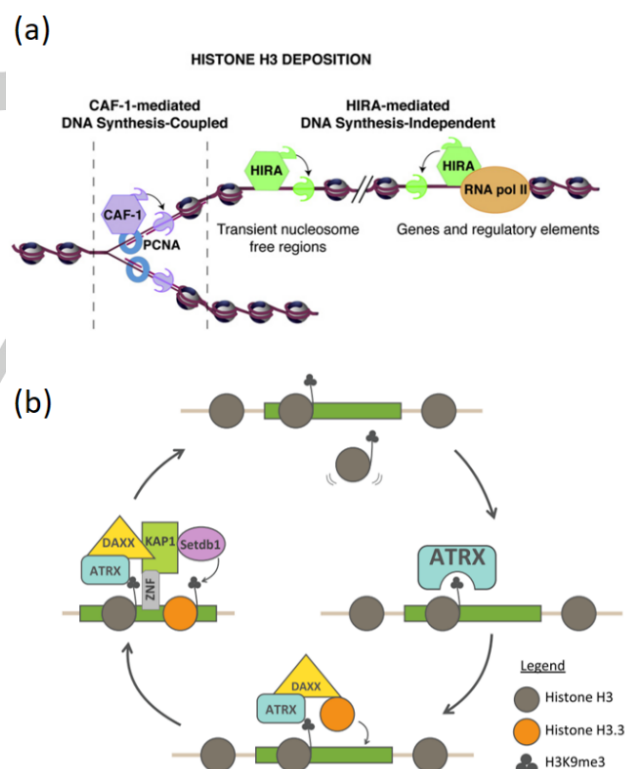 (a)
HISTONE H3 DEPOSITION
CAF-1-mediated
DNA Synthesis-Coupled
HIRA-mediated
DNA Synthesis-Independent
HIRA
HIRA
RNA pol II
CAF-1
PCNA
Transient nucleosome
free regions
Genes and regulatory elements
(b)
DAXX
KAP1
Setdb1
ATRX
ZNF
ATRX
DAXX
ATRX
Legend
Histone H3
Histone H3.3
H3K9me3